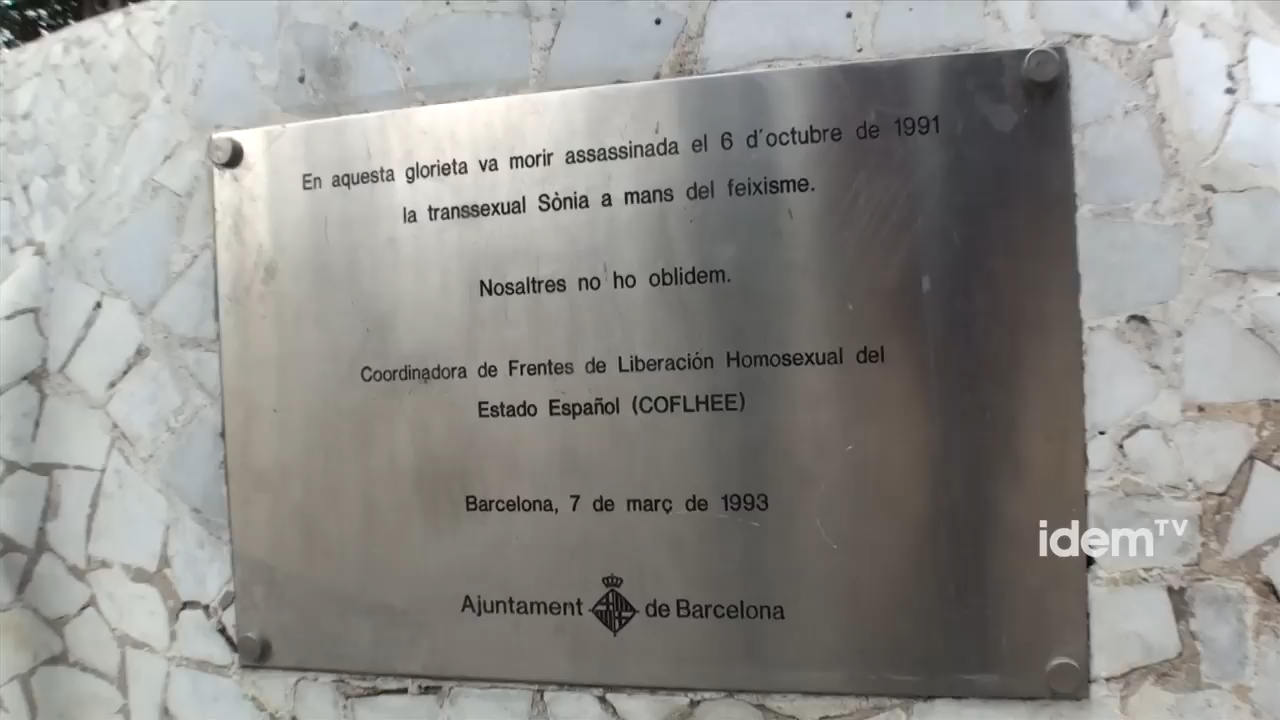 En aquesta glorieta va morir assassinada el 6 d´octubre de 1991
la transsexual Sònia a mans del feixisme.
Nosaltres no ho oblidem.
Coordinadora de Frentes de Liberación Homosexual del
Estado Español (COFLHEE)
Barcelona, 7 de març de 1993
Ajuntament de Barcelona
idem TV